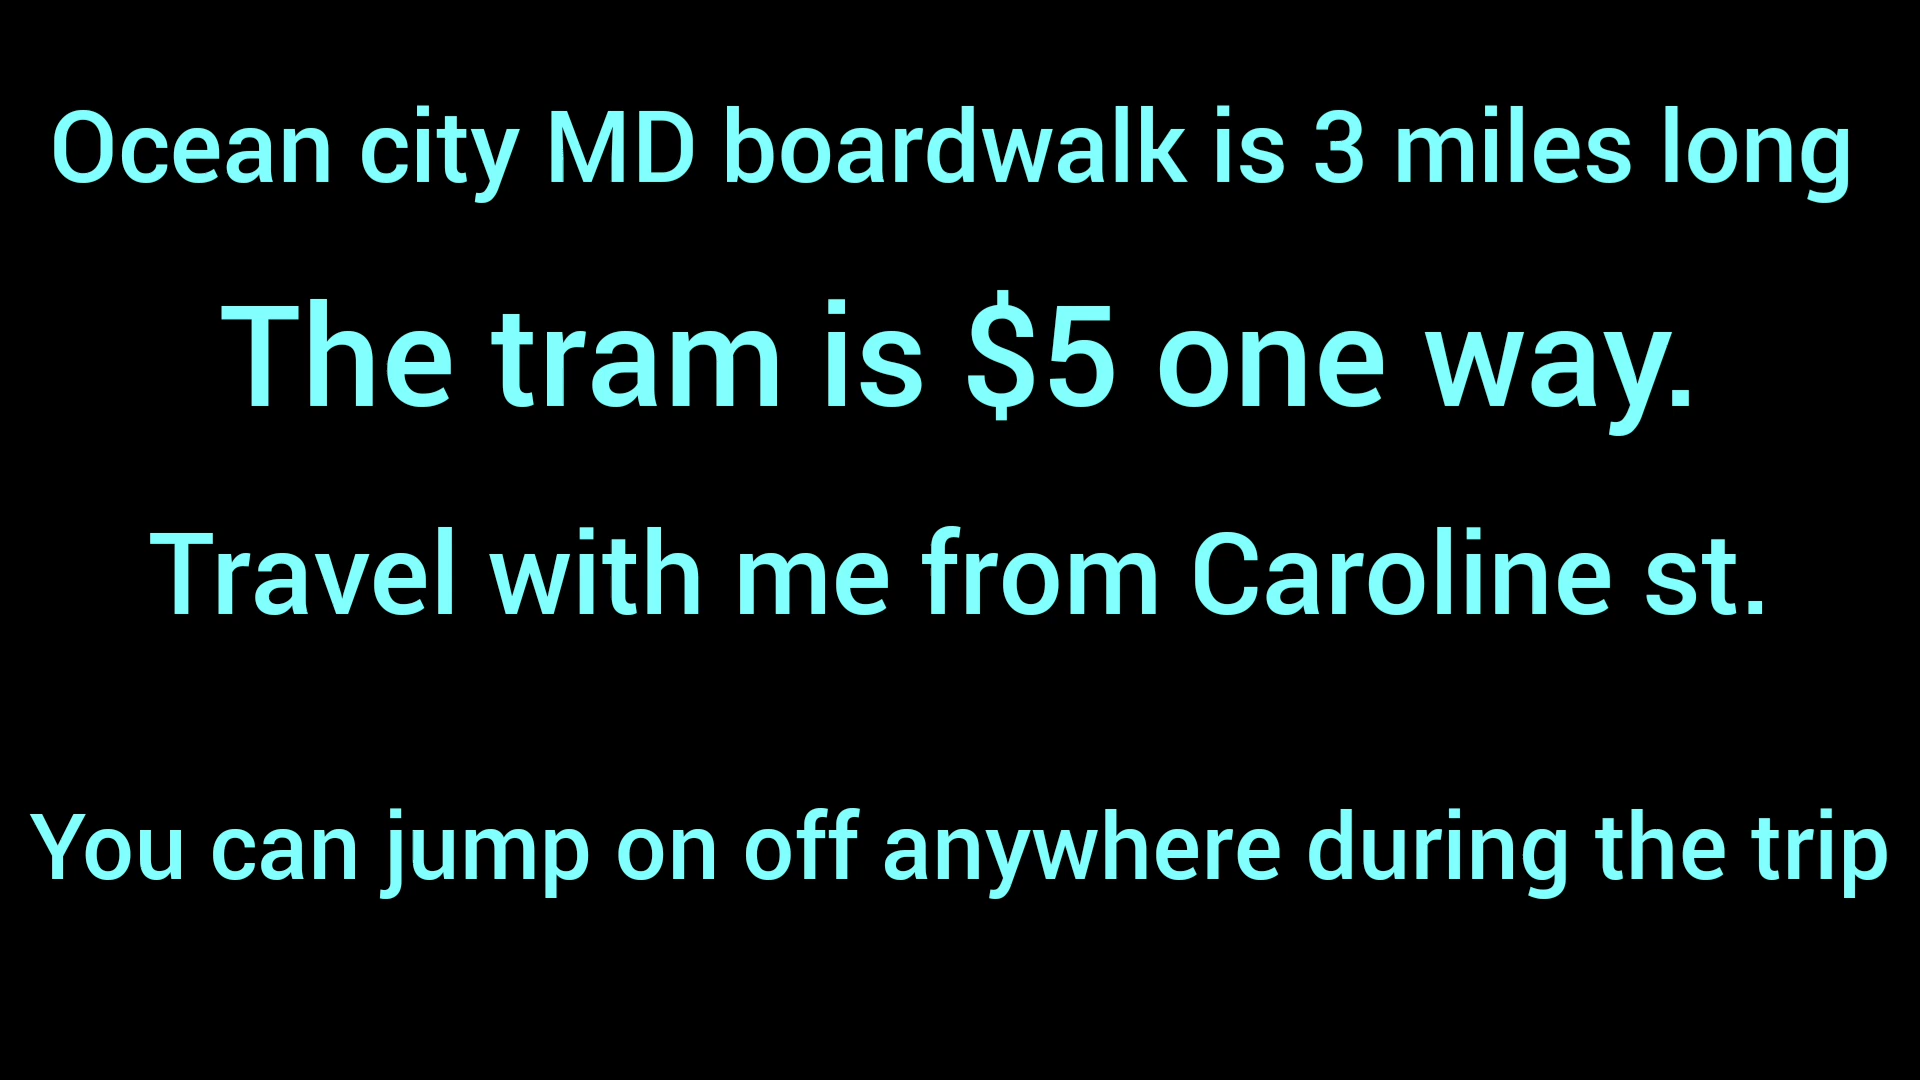 Ocean city MD boardwalk is 3 miles long
The tram is $5 one way.
Travel with me from Caroline st.
You can jump on off anywhere during the trip